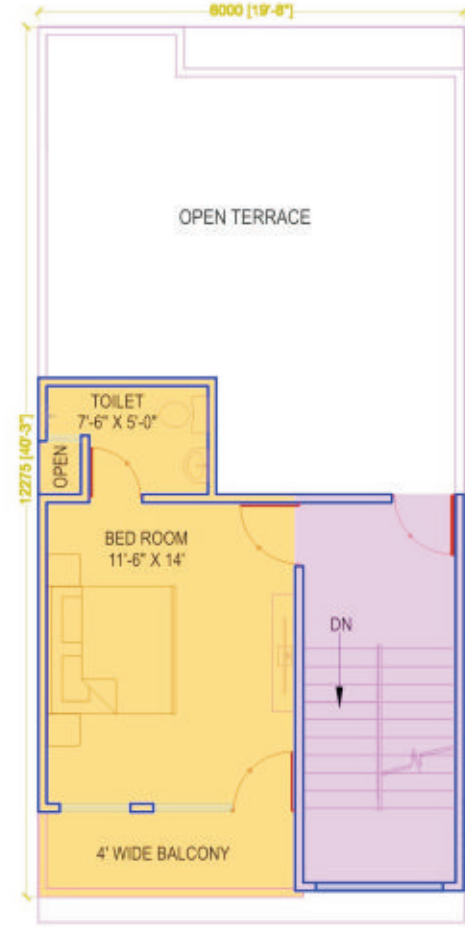 6000 [19'-8"]
OPEN TERRACE
12275 [40'-3"]
TOILET
7'-6" X 5'-0"
OPEN
BED ROOM
11'-6" X 14'
DN
4' WIDE BALCONY